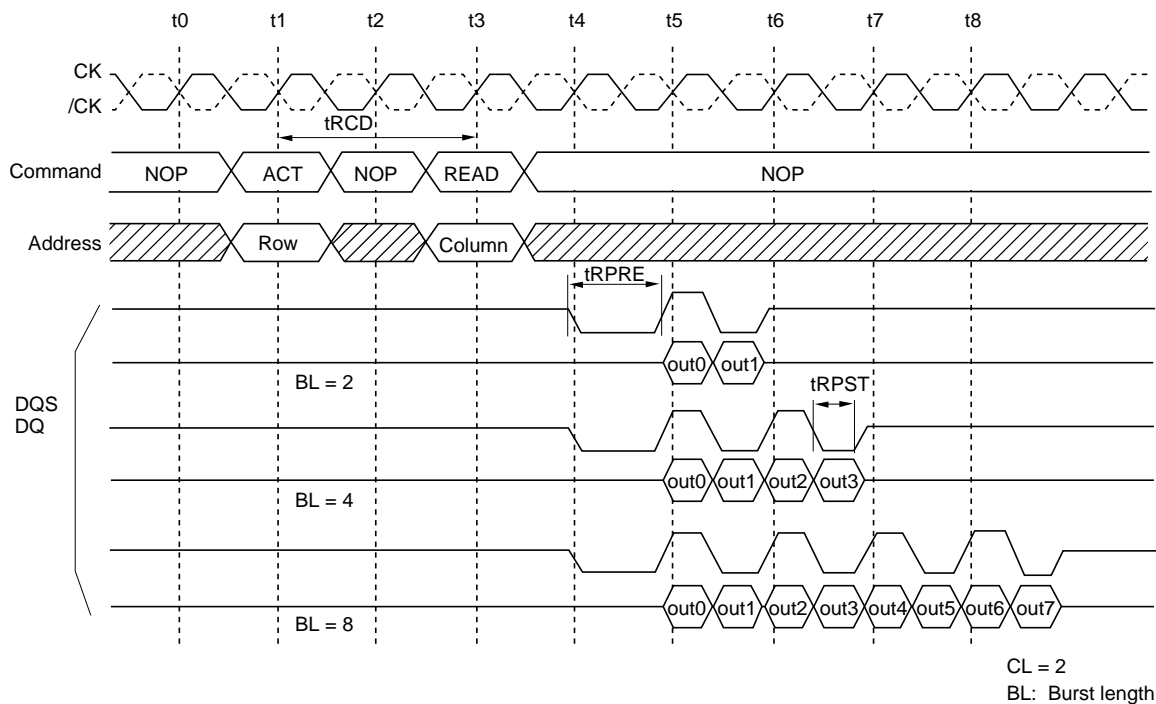 t0 t1 t2 t3 t4 t5 t6 t7 t8
CK
/CK
tRCD
Command NOP ACT NOP READ NOP
Address Row Column
tRPRE
out0 out1
BL = 2
tRPST
DQS
DQ
out0 out1 out2 out3
BL = 4
out0 out1 out2 out3 out4 out5 out6 out7
BL = 8
CL = 2
BL: Burst length